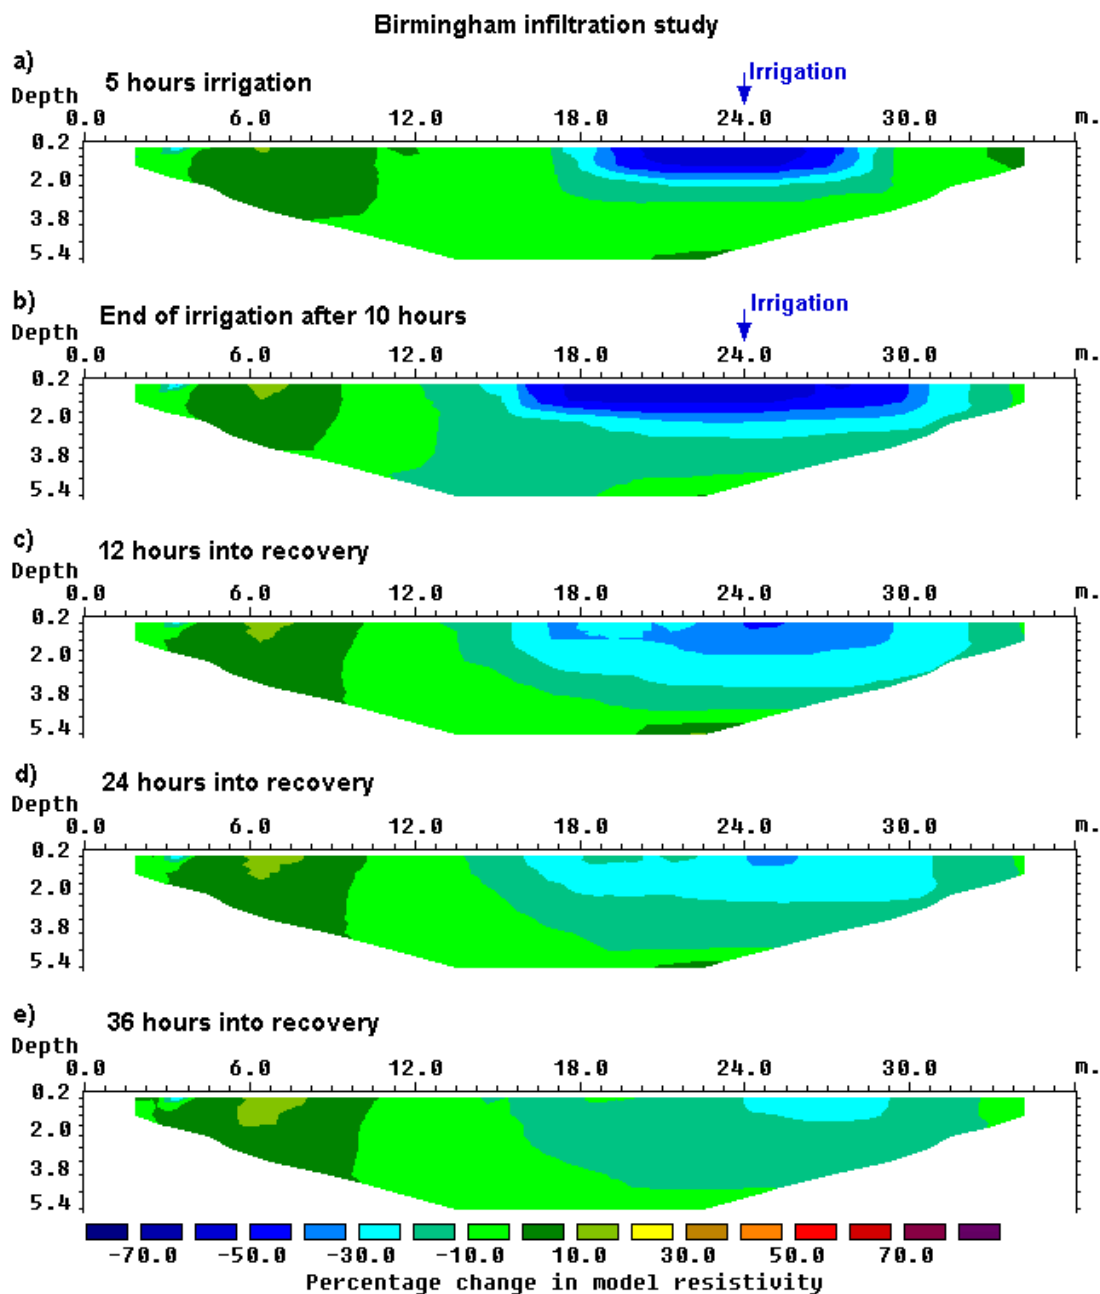 Birmingham infiltration study
a)
5 hours irrigation
Irrigation
Depth
0.0 6.0 12.0 18.0 24.0 30.0 m.
0.2
2.0
3.8
5.4
b)
End of irrigation after 10 hours
Irrigation
Depth
0.0 6.0 12.0 18.0 24.0 30.0 m.
0.2
2.0
3.8
5.4
c)
12 hours into recovery
Depth
0.0 6.0 12.0 18.0 24.0 30.0 m.
0.2
2.0
3.8
5.4
d)
24 hours into recovery
Depth
0.0 6.0 12.0 18.0 24.0 30.0 m.
0.2
2.0
3.8
5.4
e)
36 hours into recovery
Depth
0.0 6.0 12.0 18.0 24.0 30.0 m.
0.2
2.0
3.8
5.4
-70.0 -50.0 -30.0 -10.0 10.0 30.0 50.0 70.0
Percentage change in model resistivity